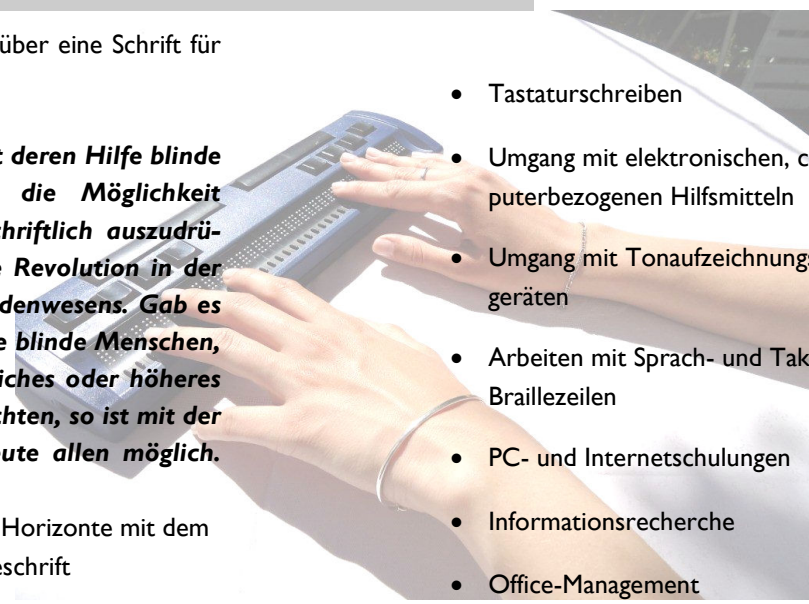 über eine Schrift für
t deren Hilfe blinde
die Möglichkeit
chriftlich auszudrü-
e Revolution in der
denwesens. Gab es
e blinde Menschen,
iches oder höheres
chten, so ist mit der
ute allen möglich.
Horizonte mit dem
eschrift
• Tastaturschreiben
• Umgang mit elektronischen, c
puterbezogenen Hilfsmitteln
• Umgang mit Tonaufzeichnungs
geräten
• Arbeiten mit Sprach- und Tak
Braillezeilen
• PC- und Internetschulungen
• Informationsrecherche
• Office-Management